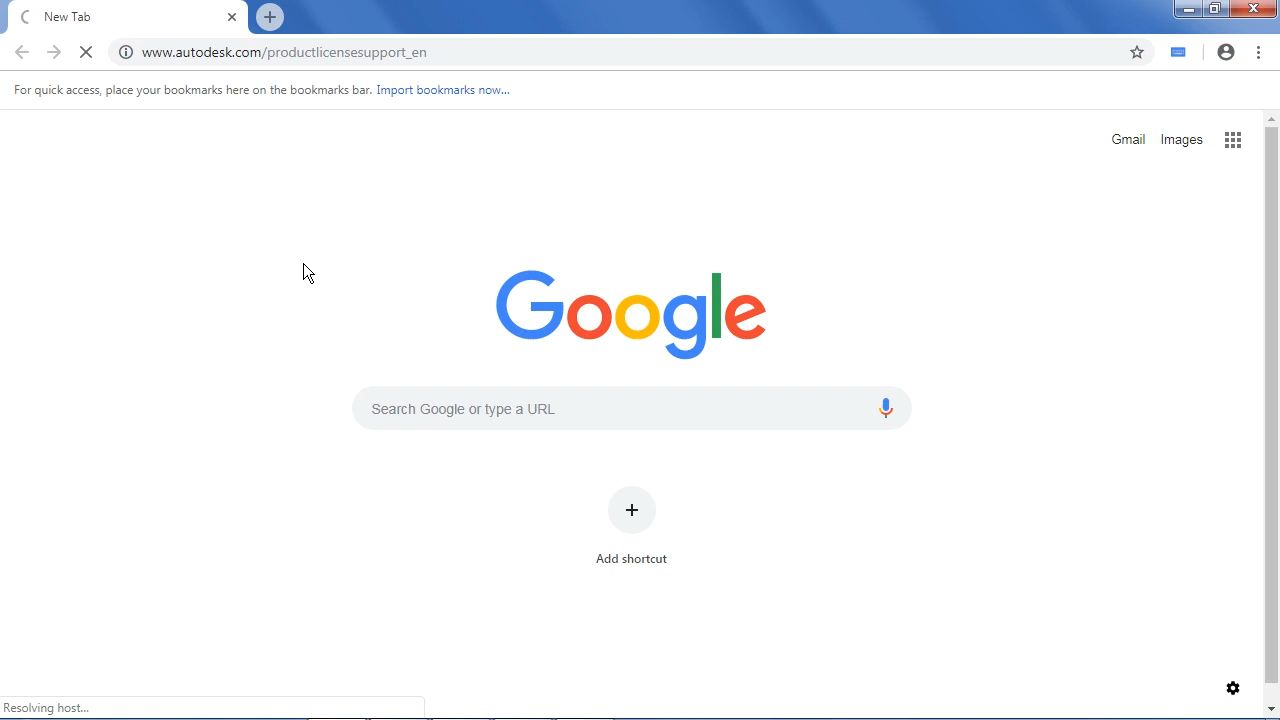 New Tab
www.autodesk.com/productlicensesupport_en
For quick access, place your bookmarks here on the bookmarks bar. Import bookmarks now...
Gmail Images
Google
Search Google or type a URL
Add shortcut
Resolving host...